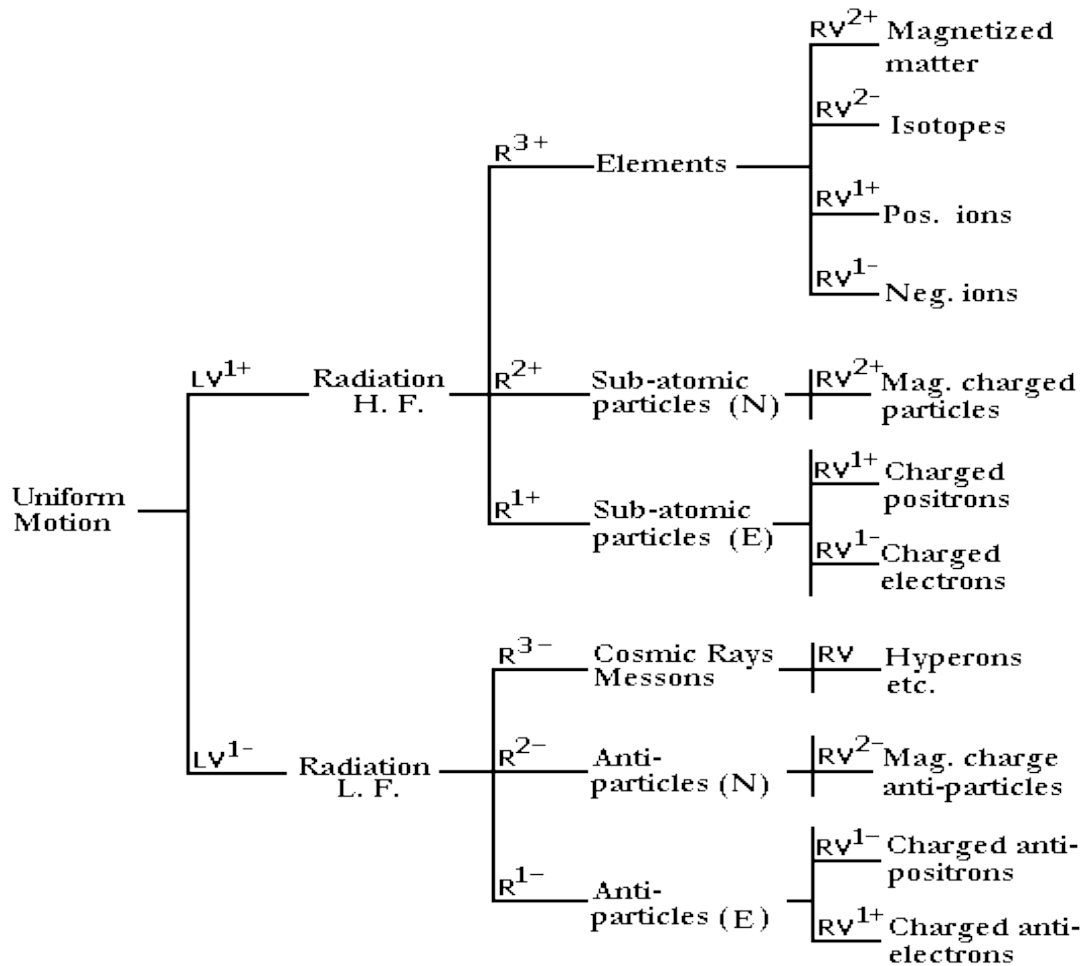 RV2+
Magnetized
matter
RV2-
Isotopes
R3+
Elements
RV1+
Pos. ions
RV1-
Neg. ions
LV1+
Radiation
H. F.
R2+
Sub-atomic
particles (N)
RV2+
Mag. charged
particles
Uniform
Motion
R1+
Sub-atomic
particles (E)
RV1+
Charged
positrons
RV1-
Charged
electrons
R3-
Cosmic Rays
Messons
RV
Hyperons
etc.
LV1-
Radiation
L. F.
R2-
Anti-
particles (N)
RV2-
Mag. charge
anti-particles
R1-
Anti-
particles (E)
RV1-
Charged anti-
positrons
RV1+
Charged anti-
electrons